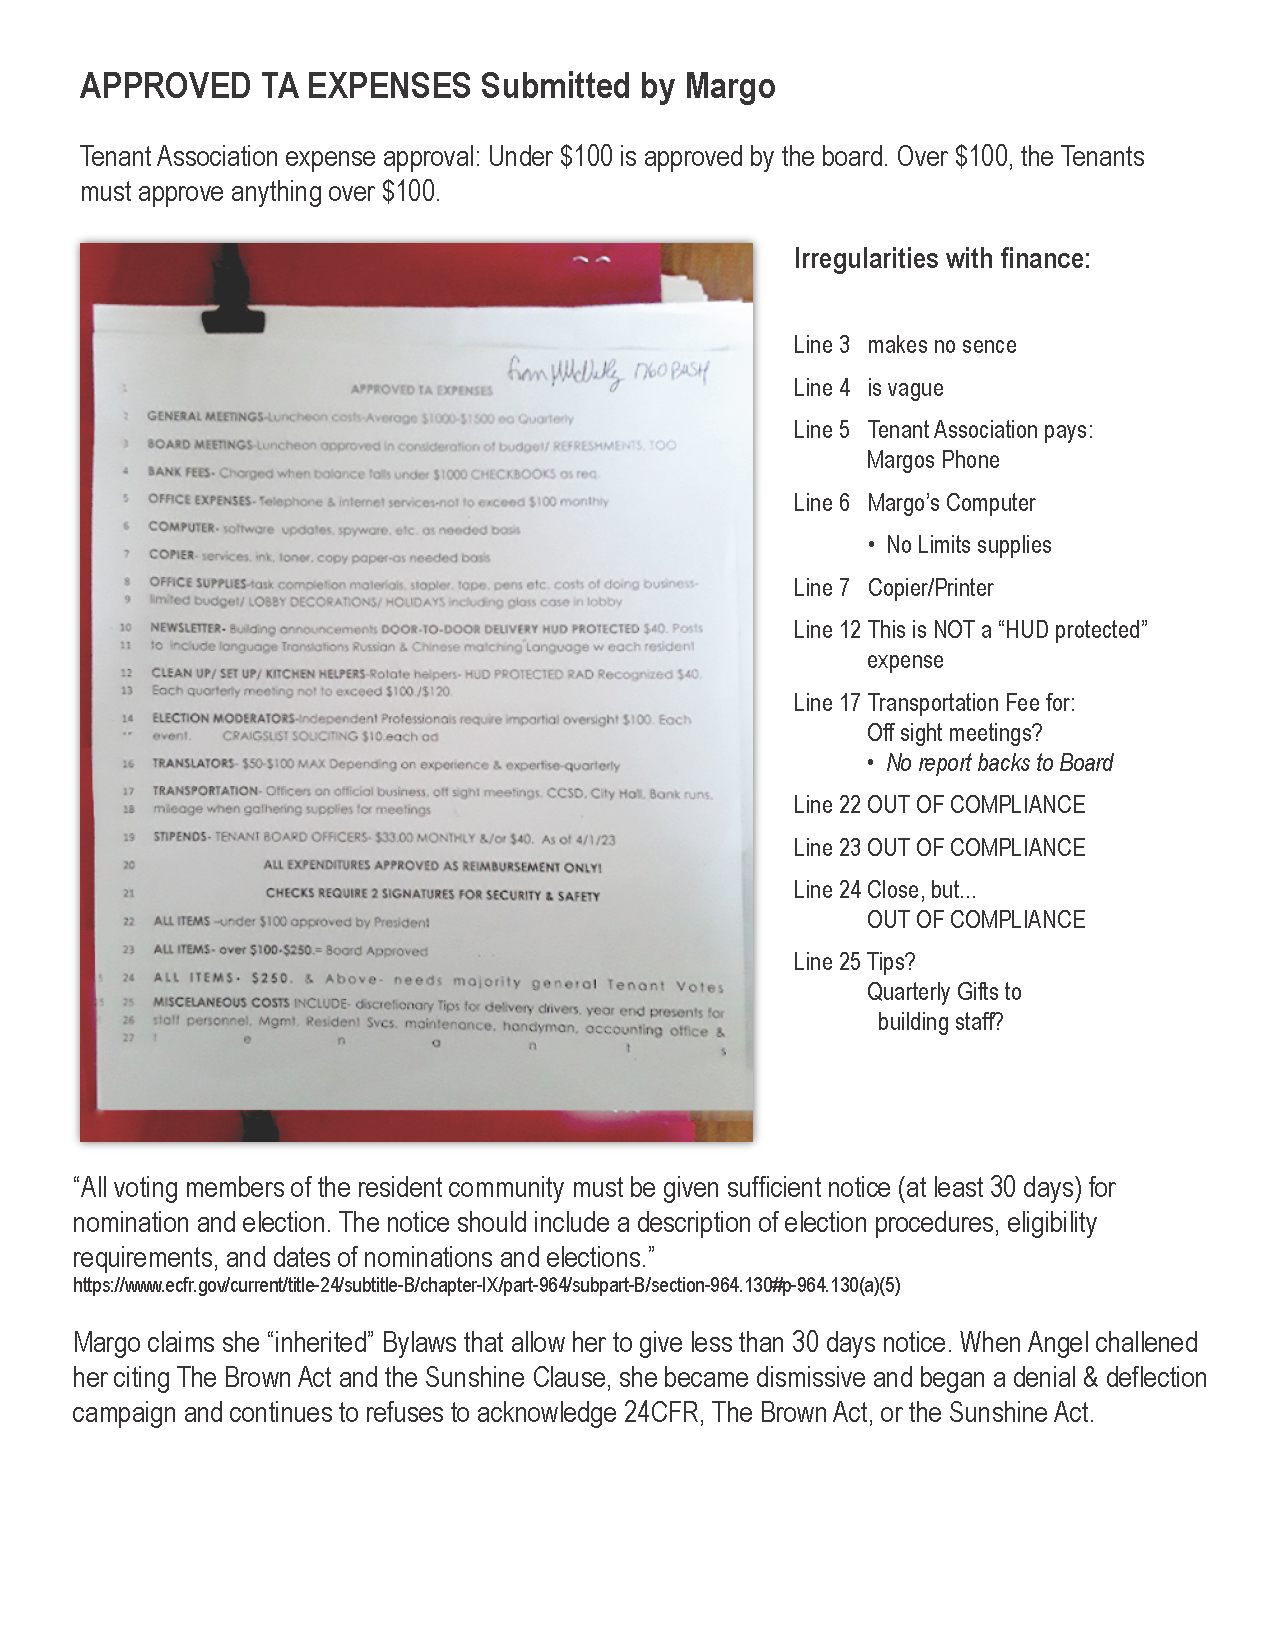 APPROVED TA EXPENSES Submitted by Margo
Tenant Association expense approval: Under $100 is approved by the board. Over $100, the Tenants
must approve anything over $100.
from 1760 BUSH
1 APPROVED TA EXPENSES
2 GENERAL MEETINGS-Luncheon costs-Average $1000-$1500 ea Quarterly
3 BOARD MEETINGS-Luncheon approved in consideration of budget/ REFRESHMENTS, TOO
4 BANK FEES- Charged when balance falls under $1000 CHECKBOOKS as req.
5 OFFICE EXPENSES- Telephone & internet services-not to exceed $100 monthly
6 COMPUTER- software updates, spyware, etc. as needed basis
7 COPIER- services, ink, toner, copy paper-as needed basis
8 OFFICE SUPPLIES-task completion materials, stapler, tape, pens etc. costs of doing business-
9 limited budget/ LOBBY DECORATIONS/ HOLIDAYS including glass case in lobby
10 NEWSLETTER- Building announcements DOOR-TO-DOOR DELIVERY HUD PROTECTED $40. Posts
11 to include language Translations Russian & Chinese matching Language w each resident
12 CLEAN UP/ SET UP/ KITCHEN HELPERS-Rotate helpers- HUD PROTECTED RAD Recognized $40.
13 Each quarterly meeting not to exceed $100./$120.
14 ELECTION MODERATORS-Independent Professionals require impartial oversight $100. Each
event. CRAIGSLIST SOLICITING $10.each ad
16 TRANSLATORS- $50-$100 MAX Depending on experience & expertise-quarterly
17 TRANSPORTATION- Officers on official business, off sight meetings, CCSD, City Hall, Bank runs,
18 mileage when gathering supplies for meetings
19 STIPENDS- TENANT BOARD OFFICERS- $33.00 MONTHLY &/or $40. As of 4/1/23
20 ALL EXPENDITURES APPROVED AS REIMBURSEMENT ONLY!
21 CHECKS REQUIRE 2 SIGNATURES FOR SECURITY & SAFETY
22 ALL ITEMS –under $100 approved by President
23 ALL ITEMS- over $100-$250.= Board Approved
24 ALL ITEMS- $250. & Above- needs majority general Tenant Votes
25 MISCELANEOUS COSTS INCLUDE- discretionary Tips for delivery drivers, year end presents for
26 staff personnel, Mgmt, Resident Svcs, maintenance, handyman, accounting office &
27 t e n a n t s
Irregularities with finance:
Line 3 makes no sence
Line 4 is vague
Line 5 Tenant Association pays:
Margos Phone
Line 6 Margo’s Computer
• No Limits supplies
Line 7 Copier/Printer
Line 12 This is NOT a “HUD protected”
expense
Line 17 Transportation Fee for:
Off sight meetings?
• No report backs to Board
Line 22 OUT OF COMPLIANCE
Line 23 OUT OF COMPLIANCE
Line 24 Close, but...
OUT OF COMPLIANCE
Line 25 Tips?
Quarterly Gifts to
building staff?
“All voting members of the resident community must be given sufficient notice (at least 30 days) for
nomination and election. The notice should include a description of election procedures, eligibility
requirements, and dates of nominations and elections.”
https://www.ecfr.gov/current/title-24/subtitle-B/chapter-IX/part-964/subpart-B/section-964.130#p-964.130(a)(5)
Margo claims she “inherited” Bylaws that allow her to give less than 30 days notice. When Angel challened
her citing The Brown Act and the Sunshine Clause, she became dismissive and began a denial & deflection
campaign and continues to refuses to acknowledge 24CFR, The Brown Act, or the Sunshine Act.